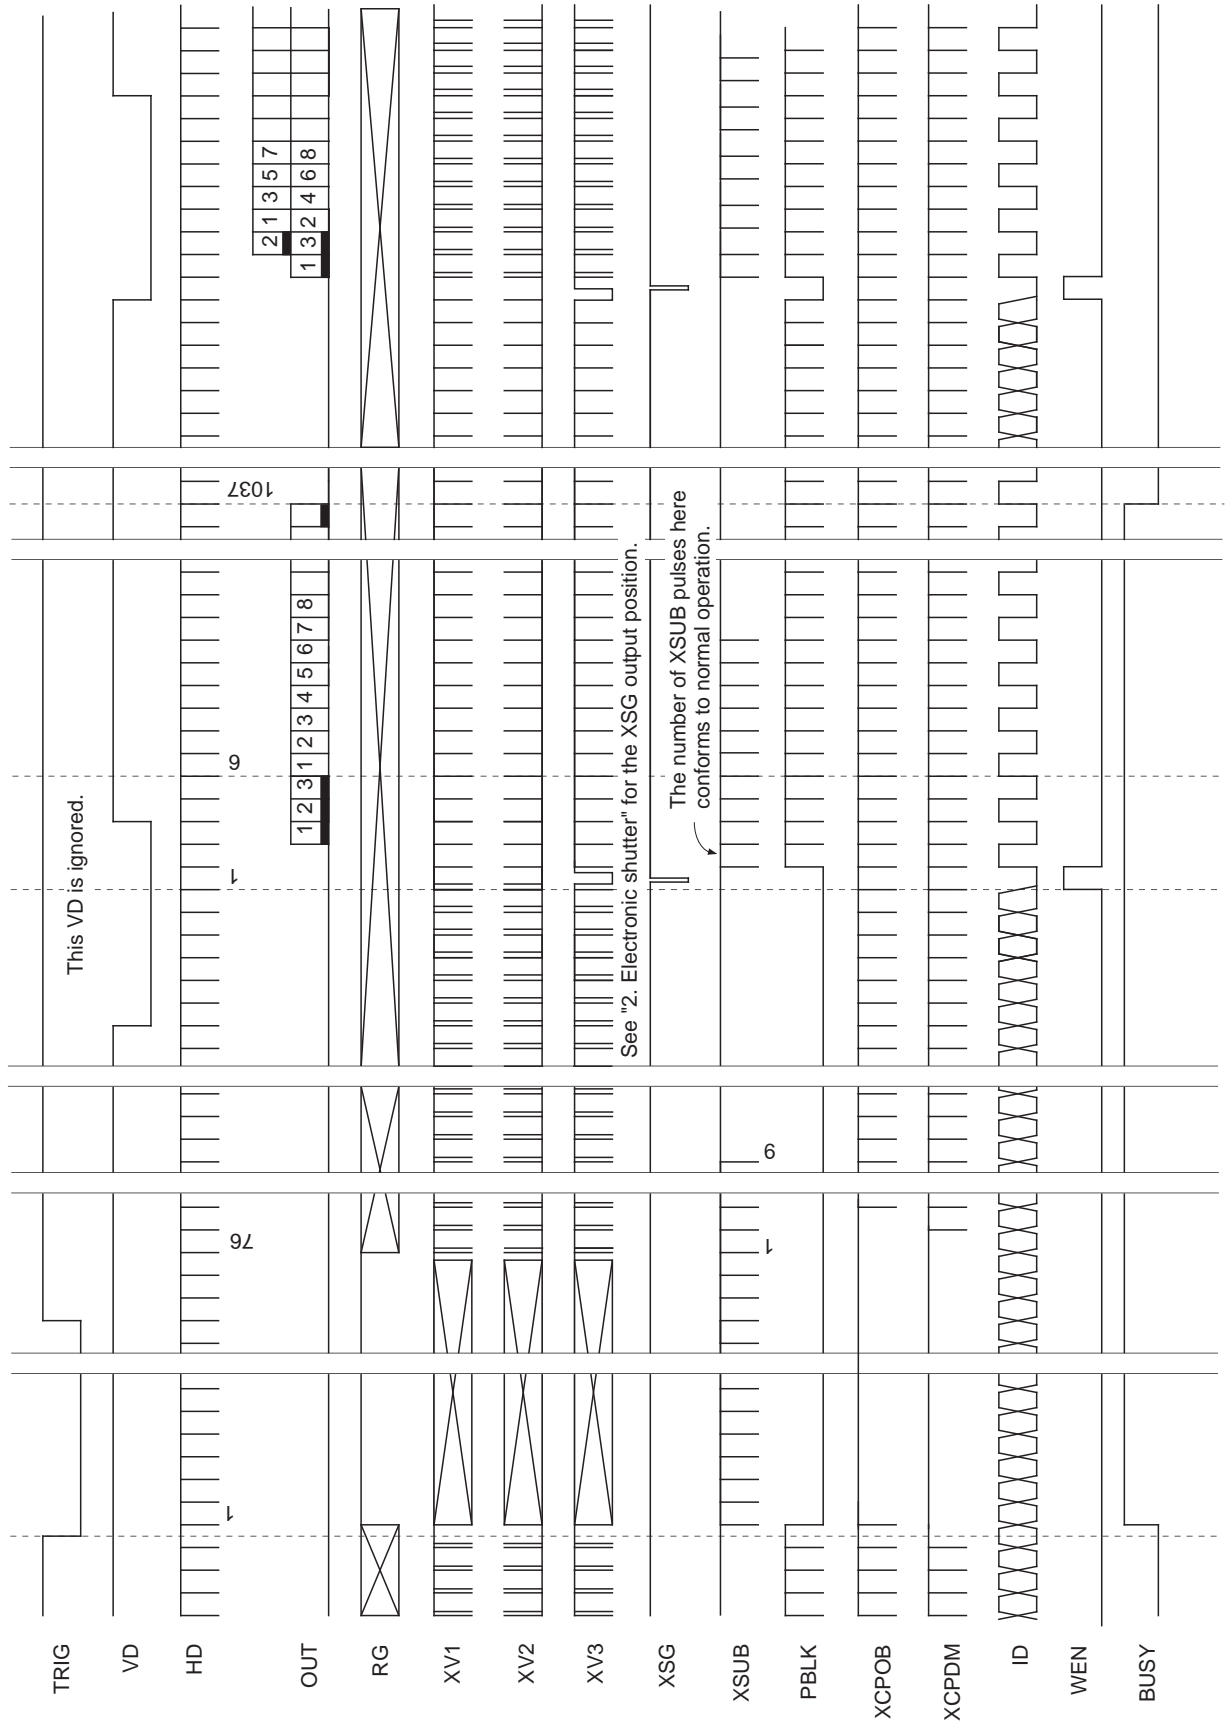 TRIG
This VD is ignored.
VD
HD
1 76 1 6 1037
2 1 3 5 7
OUT
1 2 3 1 2 3 4 5 6 7 8 1 3 2 4 6 8
RG
XV1
XV2
XV3
See "2. Electronic shutter" for the XSG output position.
XSG
The number of XSUB pulses here
conforms to normal operation.
XSUB
1 6
PBLK
XCPOB
XCPDM
ID
WEN
BUSY